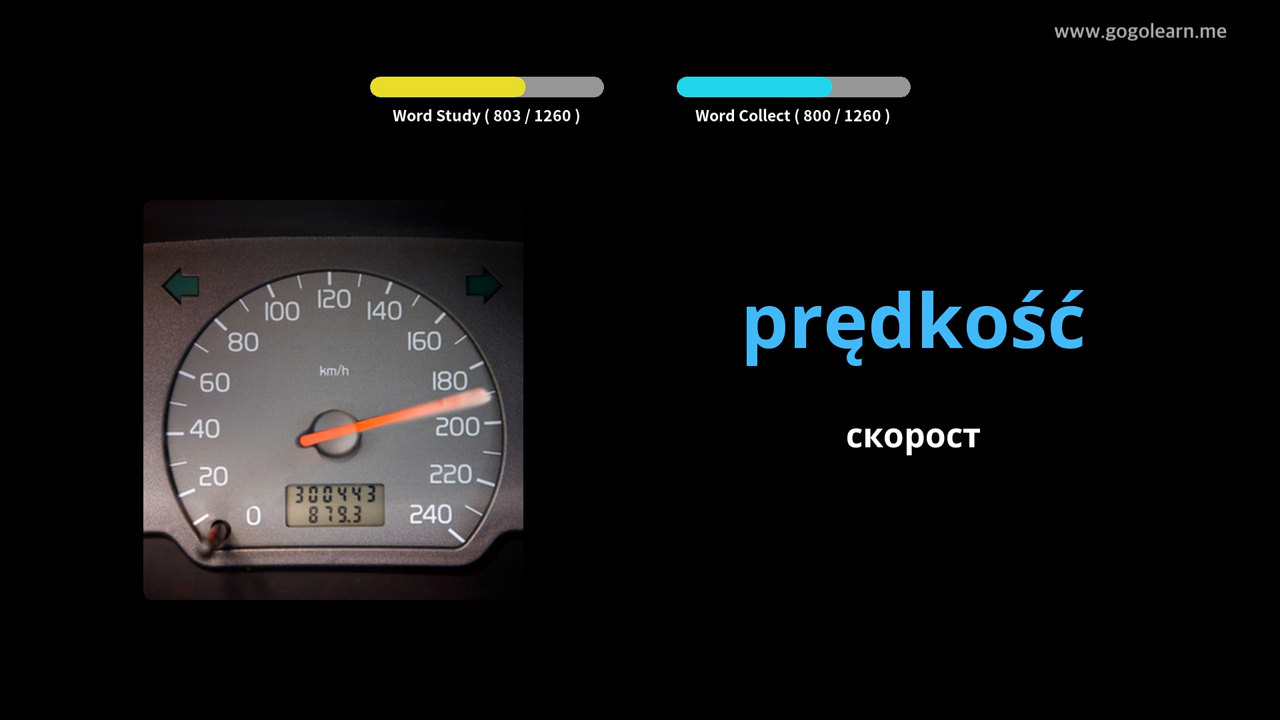 www.gogolearn.me
Word Study ( 803 / 1260 )
Word Collect ( 800 / 1260 )
prędkość
скорост
0
20
40
60
80
100
120
140
160
180
200
220
240
km/h
300443
879.3